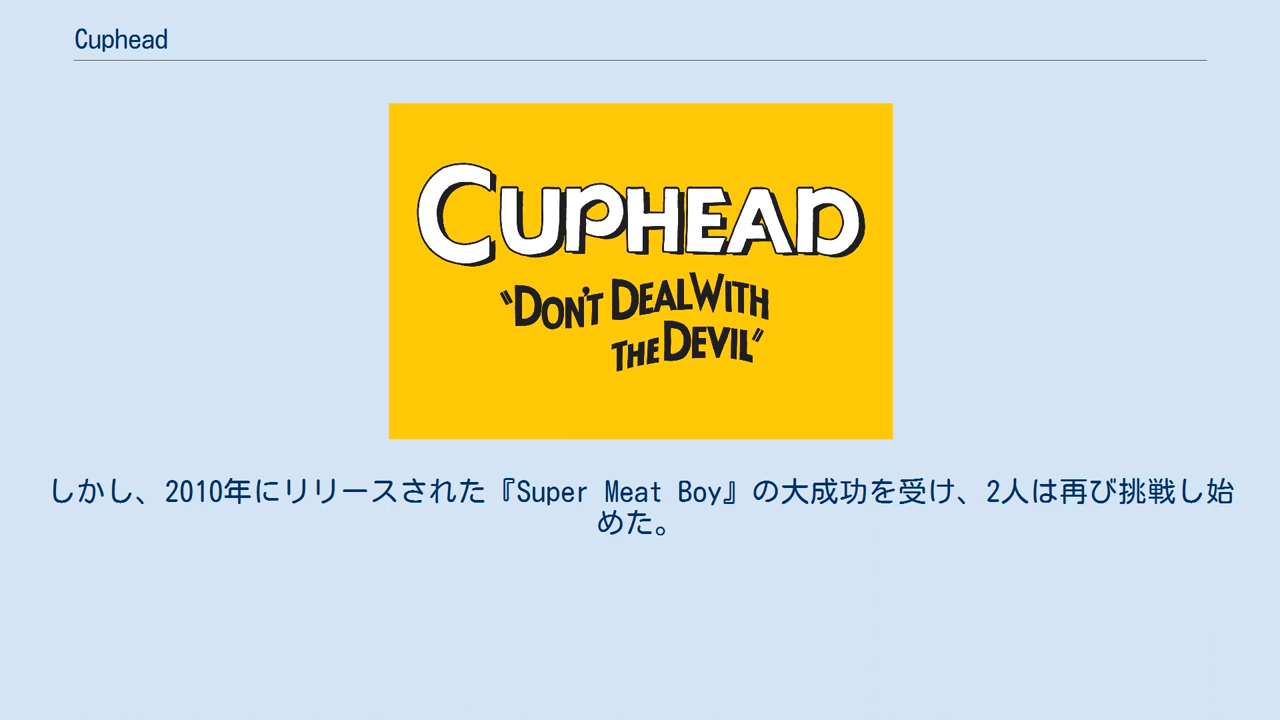 Cuphead
CUPHEAD
"DON'T DEAL WITH
THE DEVIL"
しかし、2010年にリリースされた『Super Meat Boy』の大成功を受け、2人は再び挑戦し始
めた。